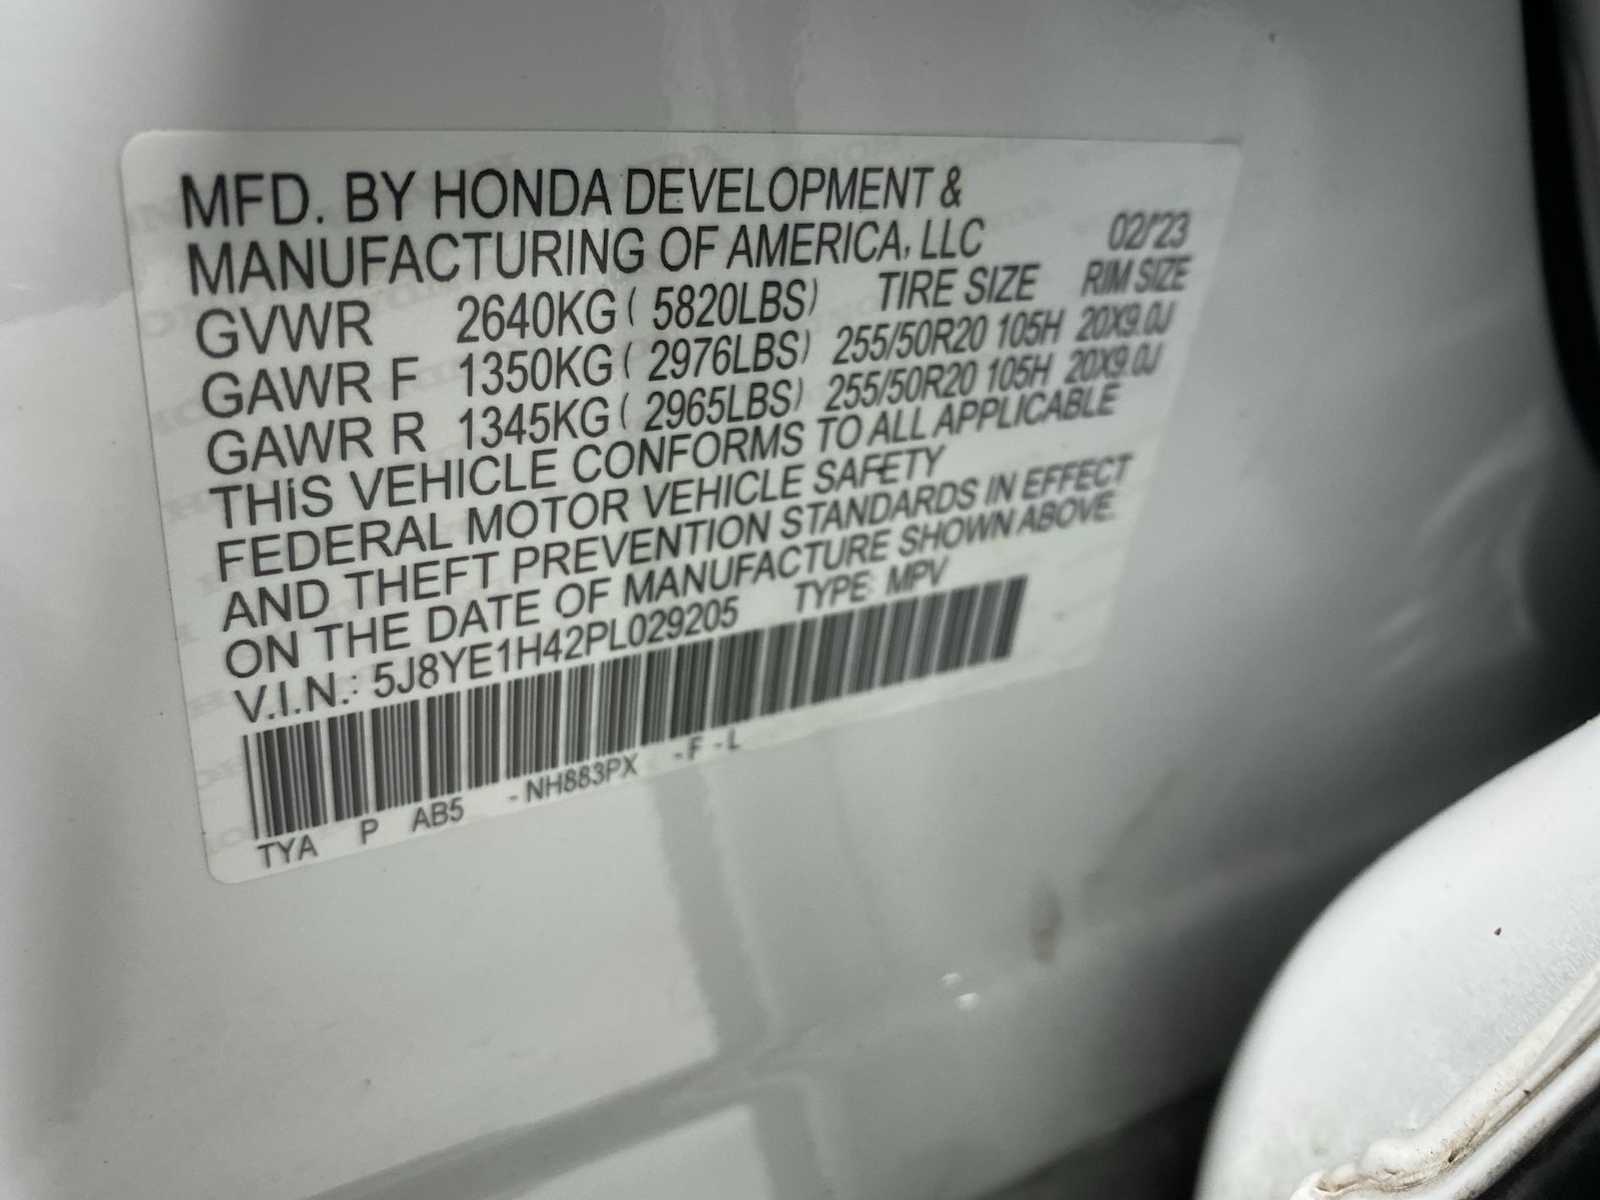 MFD. BY HONDA DEVELOPMENT &
MANUFACTURING OF AMERICA, LLC 02/'23
GVWR 2640KG ( 5820LBS) TIRE SIZE RIM SIZE
GAWR F 1350KG ( 2976LBS) 255/50R20 105H 20X9.0J
GAWR R 1345KG ( 2965LBS) 255/50R20 105H 20X9.0J
THIS VEHICLE CONFORMS TO ALL APPLICABLE
FEDERAL MOTOR VEHICLE SAFETY
AND THEFT PREVENTION STANDARDS IN EFFECT
ON THE DATE OF MANUFACTURE SHOWN ABOVE.
V.I.N.: 5J8YE1H42PL029205 TYPE: MPV
TYA P AB5 -NH883PX -F -L